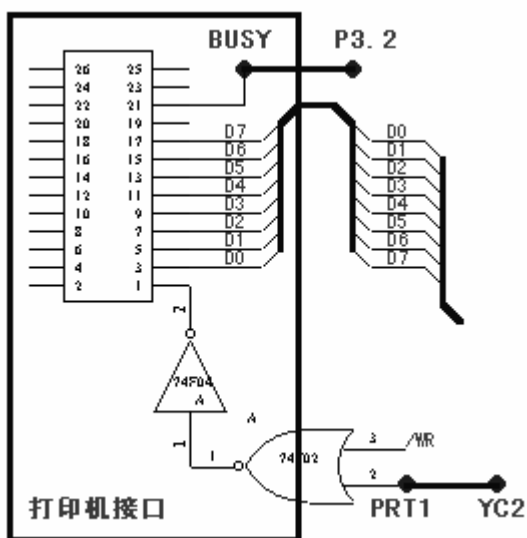 BUSY P3.2
26 25
24 23
22 21
20 19
18 17 D7 D0
16 15 D6 D1
14 13 D5 D2
12 11 D4 D3
10 9 D3 D4
8 7 D2 D5
6 5 D1 D6
4 3 D0 D7
2 1
2
74F04
A
A
1
1 74F02 3 /WR
2
打印机接口 PRT1 YC2